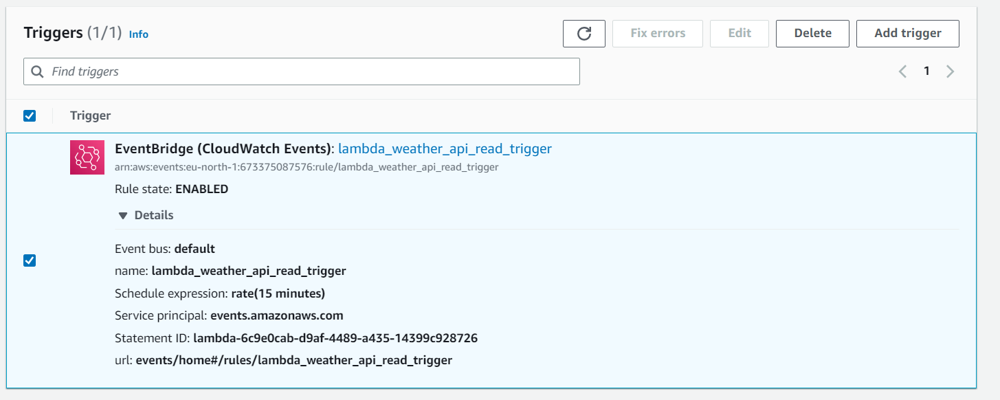 Triggers (1/1) Info
Fix errors Edit Delete Add trigger
Find triggers
1
Trigger
EventBridge (CloudWatch Events): lambda_weather_api_read_trigger
arn:aws:events:eu-north-1:673375087576:rule/lambda_weather_api_read_trigger
Rule state: ENABLED
Details
Event bus: default
name: lambda_weather_api_read_trigger
Schedule expression: rate(15 minutes)
Service principal: events.amazonaws.com
Statement ID: lambda-6c9e0cab-d9af-4489-a435-14399c928726
url: events/home#/rules/lambda_weather_api_read_trigger